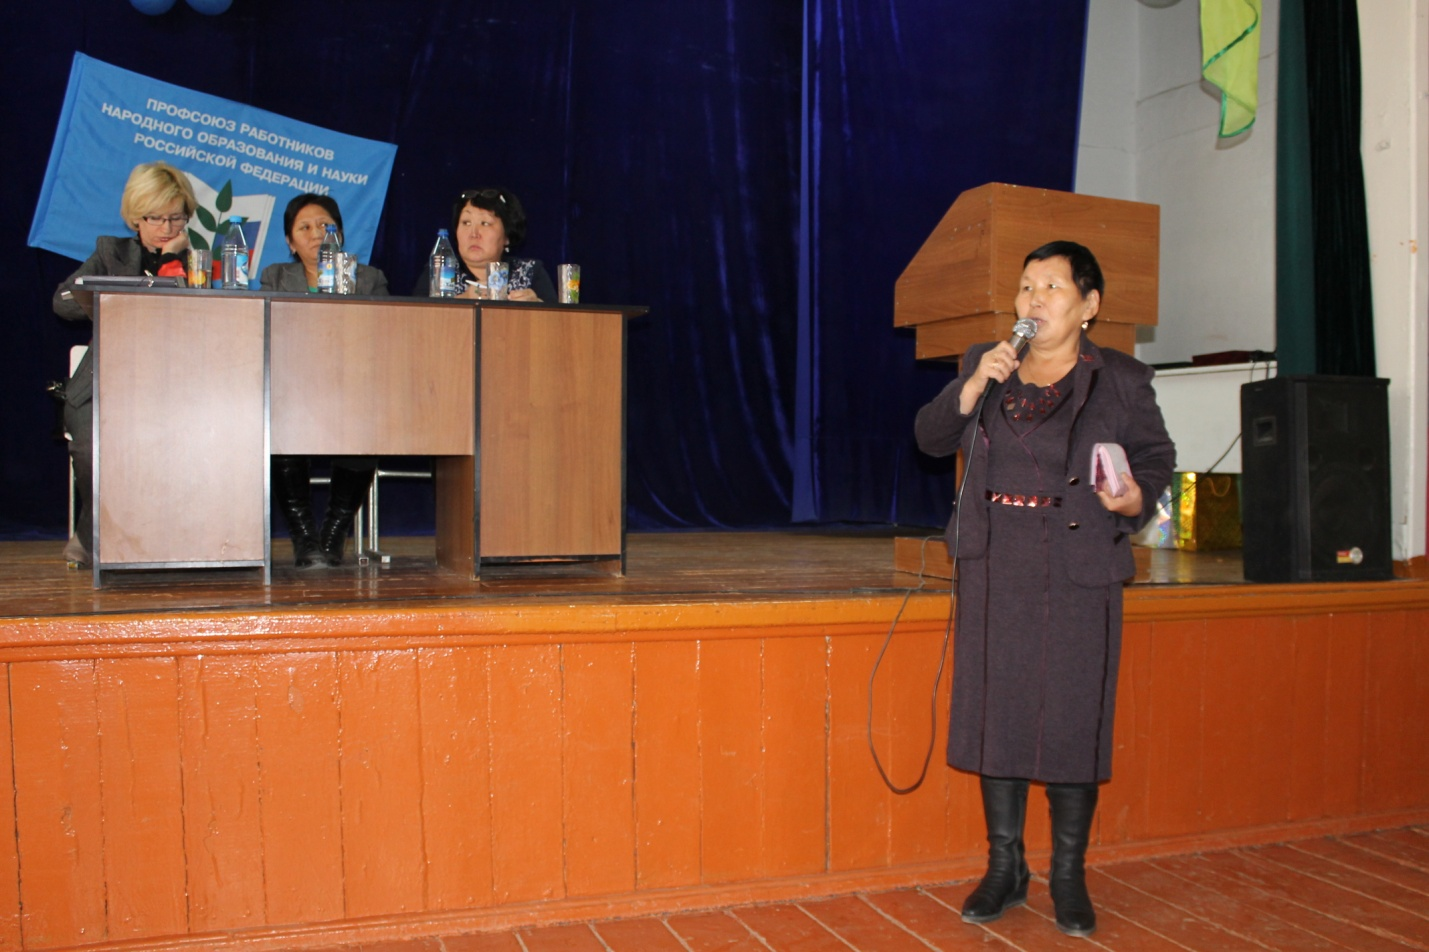 ПРОФСОЮЗ РАБОТНИКОВ
НАРОДНОГО ОБРАЗОВАНИЯ И НАУКИ
РОССИЙСКОЙ ФЕДЕРАЦИИ